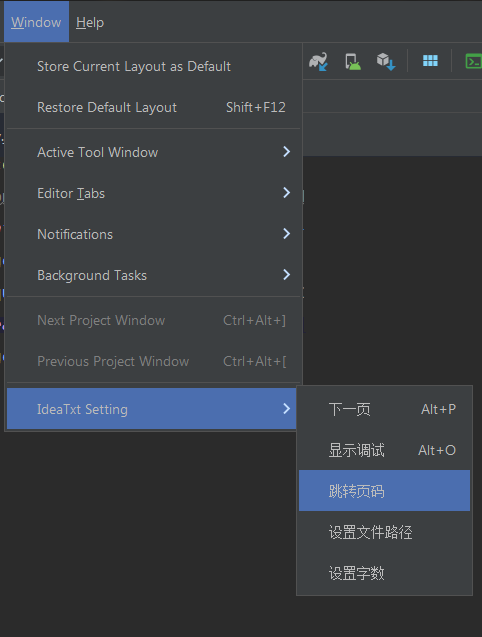 Window Help
Store Current Layout as Default
Restore Default Layout Shift+F12
Active Tool Window
Editor Tabs
Notifications
Background Tasks
Next Project Window Ctrl+Alt+]
Previous Project Window Ctrl+Alt+[
IdeaTxt Setting
下一页 Alt+P
显示调试 Alt+O
跳转页码
设置文件路径
设置字数